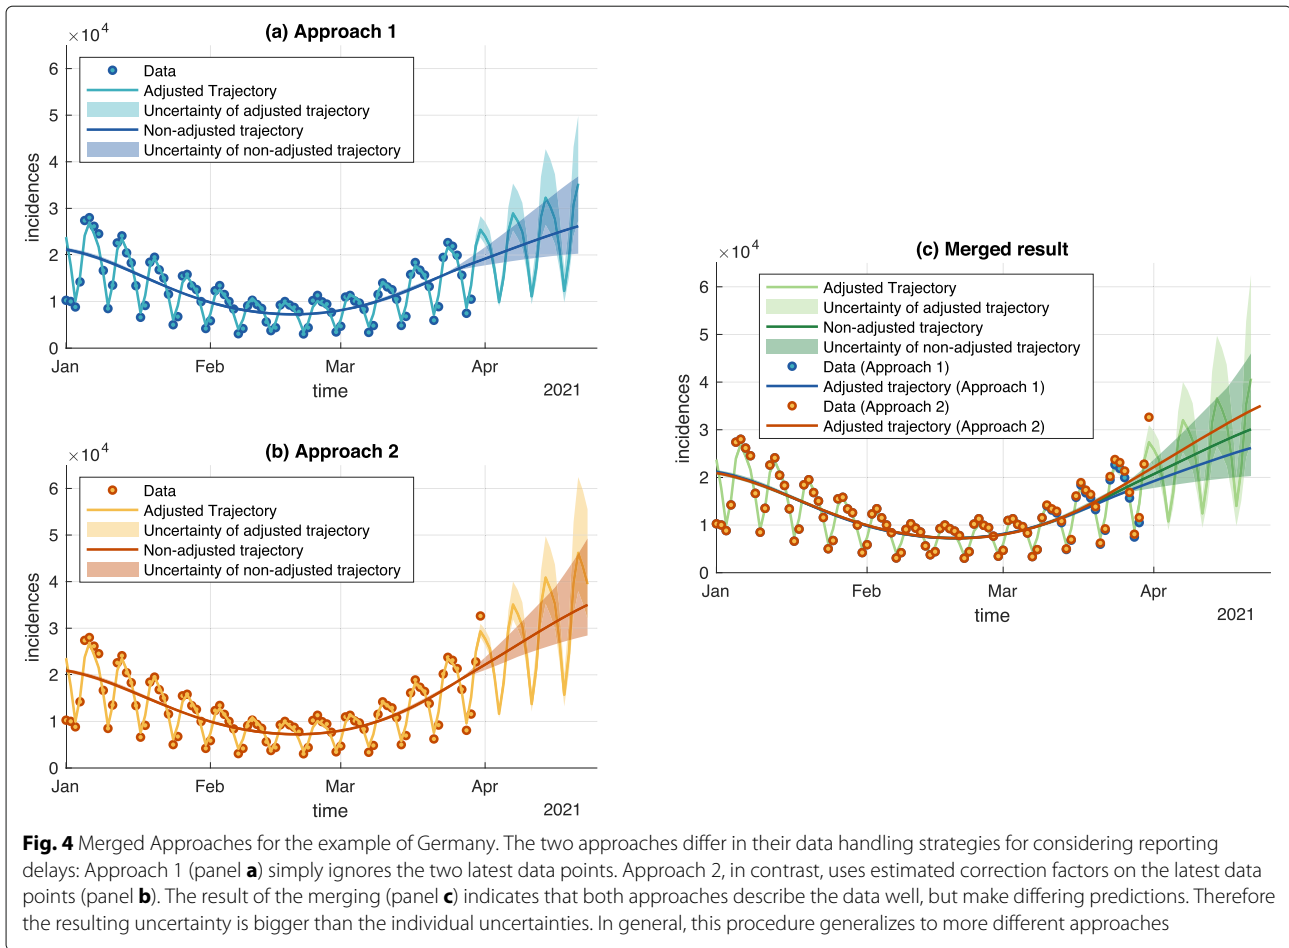 (a) Approach 1
×10⁴
6
5
4
3
2
1
0
incidences
Data
Adjusted Trajectory
Uncertainty of adjusted trajectory
Non-adjusted trajectory
Uncertainty of non-adjusted trajectory
Jan Feb Mar Apr
time
2021
(b) Approach 2
×10⁴
6
5
4
3
2
1
0
incidences
Data
Adjusted Trajectory
Uncertainty of adjusted trajectory
Non-adjusted trajectory
Uncertainty of non-adjusted trajectory
Jan Feb Mar Apr
time
2021
(c) Merged result
×10⁴
6
5
4
3
2
1
0
incidences
Adjusted Trajectory
Uncertainty of adjusted trajectory
Non-adjusted trajectory
Uncertainty of non-adjusted trajectory
Data (Approach 1)
Adjusted trajectory (Approach 1)
Data (Approach 2)
Adjusted trajectory (Approach 2)
Jan Feb Mar Apr
time
2021
Fig. 4 Merged Approaches for the example of Germany. The two approaches differ in their data handling strategies for considering reporting
delays: Approach 1 (panel a) simply ignores the two latest data points. Approach 2, in contrast, uses estimated correction factors on the latest data
points (panel b). The result of the merging (panel c) indicates that both approaches describe the data well, but make differing predictions. Therefore
the resulting uncertainty is bigger than the individual uncertainties. In general, this procedure generalizes to more different approaches